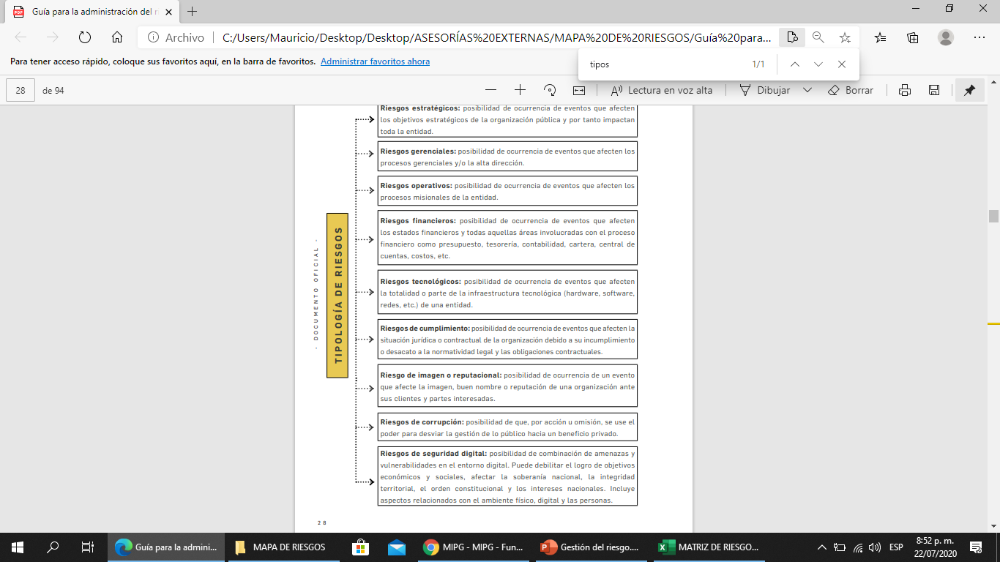 Guía para la administración del r
Archivo
C:/Users/Mauricio/Desktop/Desktop/ASESORÍAS%20EXTERNAS/MAPA%20DE%20RIESGOS/Guía%20para...
Para tener acceso rápido, coloque sus favoritos aquí, en la barra de favoritos. Administrar favoritos ahora
tipos
1/1
28
de 94
Lectura en voz alta
Dibujar
Borrar
Riesgos estratégicos: posibilidad de ocurrencia de eventos que afecten
los objetivos estratégicos de la organización pública y por tanto impactan
toda la entidad.
Riesgos gerenciales: posibilidad de ocurrencia de eventos que afecten los
procesos gerenciales y/o la alta dirección.
Riesgos operativos: posibilidad de ocurrencia de eventos que afecten los
procesos misionales de la entidad.
Riesgos financieros: posibilidad de ocurrencia de eventos que afecten
los estados financieros y todas aquellas áreas involucradas con el proceso
financiero como presupuesto, tesorería, contabilidad, cartera, central de
cuentas, costos, etc.
Riesgos tecnológicos: posibilidad de ocurrencia de eventos que afecten
la totalidad o parte de la infraestructura tecnológica (hardware, software,
redes, etc.) de una entidad.
Riesgos de cumplimiento: posibilidad de ocurrencia de eventos que afecten la
situación jurídica o contractual de la organización debido a su incumplimiento
o desacato a la normatividad legal y las obligaciones contractuales.
Riesgo de imagen o reputacional: posibilidad de ocurrencia de un evento
que afecte la imagen, buen nombre o reputación de una organización ante
sus clientes y partes interesadas.
Riesgos de corrupción: posibilidad de que, por acción u omisión, se use el
poder para desviar la gestión de lo público hacia un beneficio privado.
Riesgos de seguridad digital: posibilidad de combinación de amenazas y
vulnerabilidades en el entorno digital. Puede debilitar el logro de objetivos
económicos y sociales, afectar la soberanía nacional, la integridad
territorial, el orden constitucional y los intereses nacionales. Incluye
aspectos relacionados con el ambiente físico, digital y las personas.
- DOCUMENTO OFICIAL -
TIPOLOGÍA DE RIESGOS
28
Guía para la admini...
MAPA DE RIESGOS
MIPG - MIPG - Fun...
Gestión del riesgo....
MATRIZ DE RIESGO...
ESP
8:52 p. m.
22/07/2020